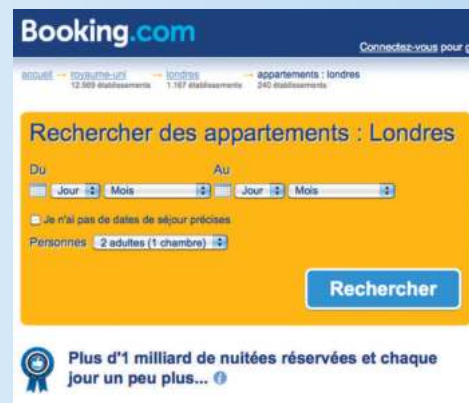 Booking.com
Connectez-vous pour
accueil → royaume-uni → londres → appartements : londres
12.569 établissements 1.167 établissements 240 établissements
Rechercher des appartements : Londres
Du Au
Jour Mois Jour Mois
Je n'ai pas de dates de séjour précises
Personnes 2 adultes (1 chambre)
Rechercher
Plus d'1 milliard de nuitées réservées et chaque
jour un peu plus...